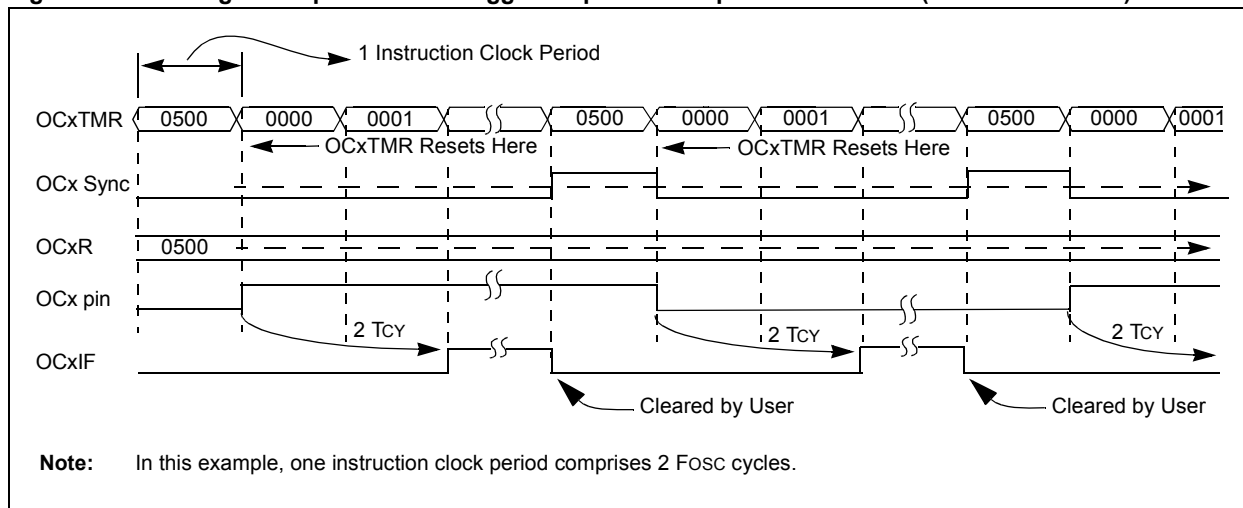 1 Instruction Clock Period
OCxTMR 0500 0000 0001 0500 0000 0001 0500 0000 0001
OCxTMR Resets Here OCxTMR Resets Here
OCx Sync
OCxR 0500
OCx pin
2 TCY 2 TCY 2 TCY
OCxIF
Cleared by User Cleared by User
Note: In this example, one instruction clock period comprises 2 FOSC cycles.